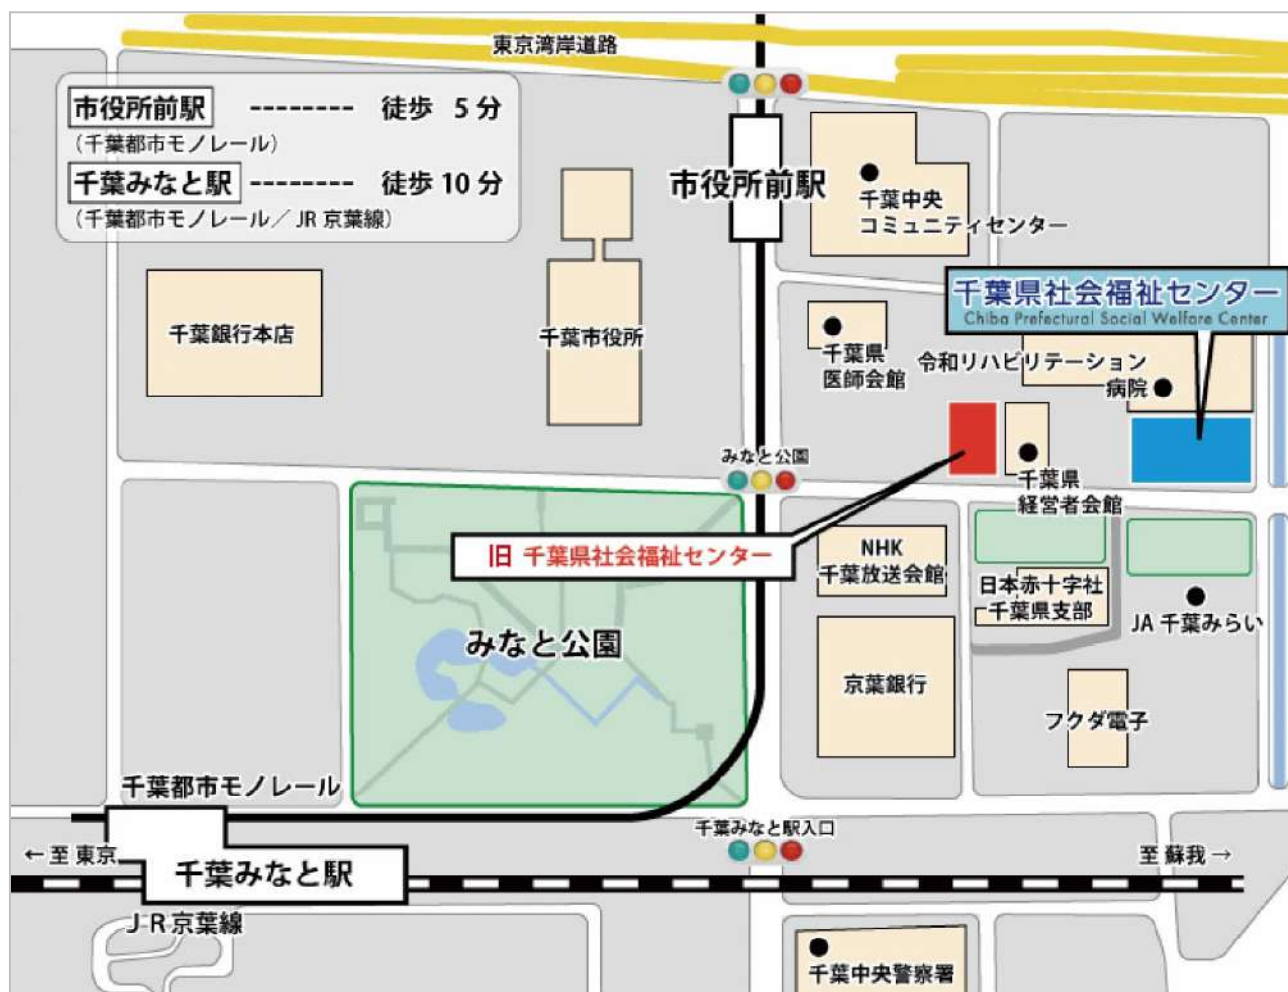 東京湾岸道路
市役所前駅 -------- 徒歩 5 分
(千葉都市モノレール)
千葉みなと駅 -------- 徒歩 10 分
(千葉都市モノレール／ JR 京葉線)
市役所前駅
千葉中央
コミュニティセンター
千葉県社会福祉センター
Chiba Prefectural Social Welfare Center
千葉銀行本店
千葉市役所
千葉県
医師会館
令和リハビリテーション
病院
みなと公園
千葉県
経営者会館
旧 千葉県社会福祉センター
NHK
千葉放送会館
日本赤十字社
千葉県支部
JA 千葉みらい
みなと公園
京葉銀行
フクダ電子
千葉都市モノレール
千葉みなと駅入口
← 至 東京
千葉みなと駅
至 蘇我 →
ＪＲ京葉線
千葉中央警察署